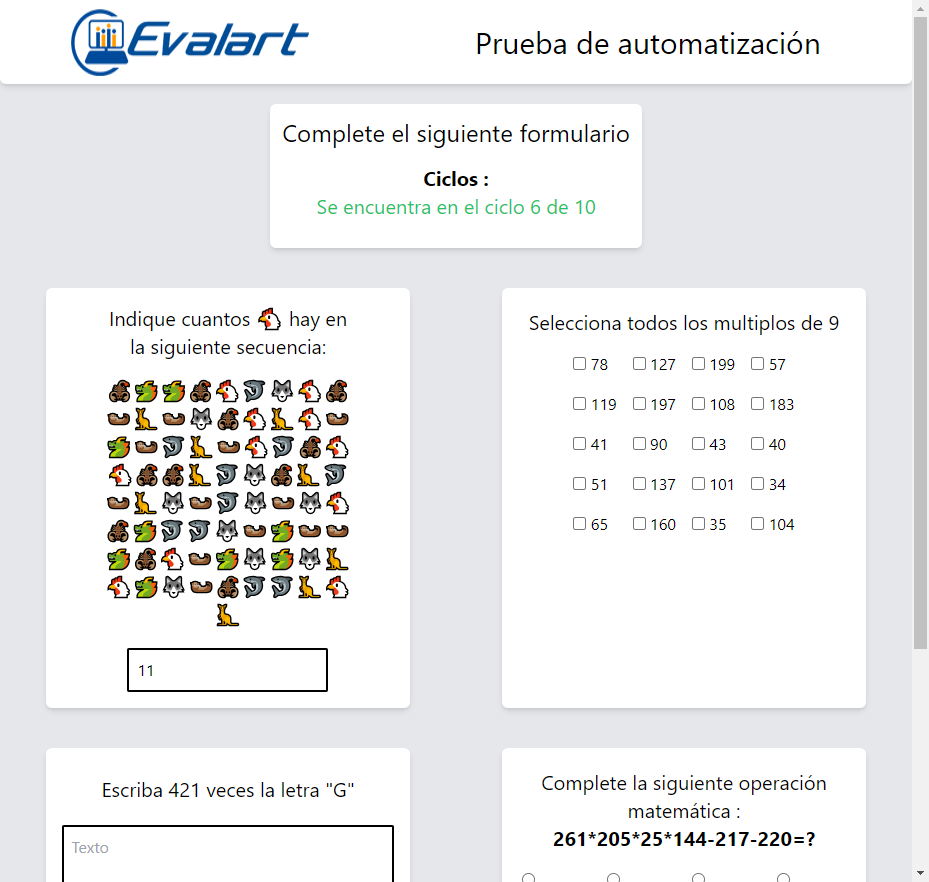 Evalart
Prueba de automatización
Complete el siguiente formulario
Ciclos :
Se encuentra en el ciclo 6 de 10
Indique cuantos 🐔 hay en
la siguiente secuencia:
11
Selecciona todos los multiplos de 9
78 127 199 57
119 197 108 183
41 90 43 40
51 137 101 34
65 160 35 104
Escriba 421 veces la letra "G"
Texto
Complete la siguiente operación
matemática :
261*205*25*144-217-220=?